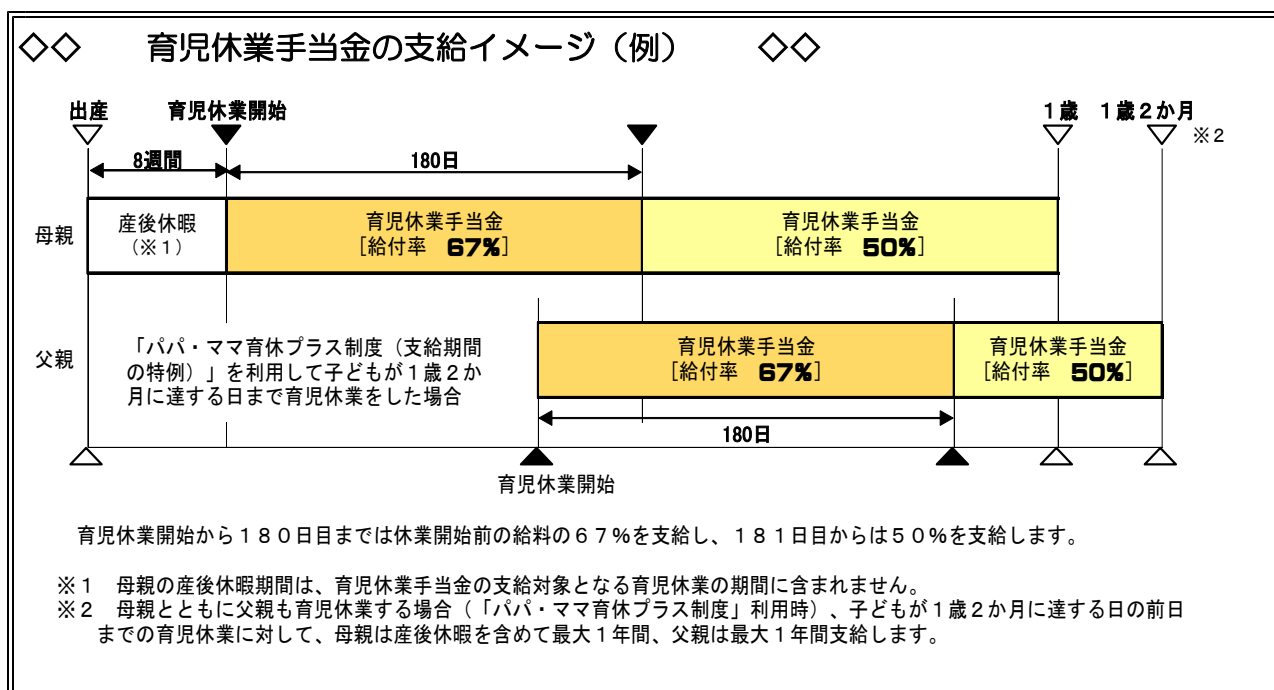 ◇◇ 育児休業手当金の支給イメージ（例） ◇◇
出産 育児休業開始 １歳 １歳２か月
※２
8週間 180日
母親
産後休暇
（※１）
育児休業手当金
［給付率 67%］
育児休業手当金
［給付率 50%］
父親
「パパ・ママ育休プラス制度（支給期間
の特例）」を利用して子どもが１歳２か
月に達する日まで育児休業をした場合
育児休業手当金
［給付率 67%］
育児休業手当金
［給付率 50%］
180日
育児休業開始
育児休業開始から１８０日目までは休業開始前の給料の６７％を支給し、１８１日目からは５０％を支給します。
※１ 母親の産後休暇期間は、育児休業手当金の支給対象となる育児休業の期間に含まれません。
※２ 母親とともに父親も育児休業する場合（「パパ・ママ育休プラス制度」利用時）、子どもが１歳２か月に達する日の前日
までの育児休業に対して、母親は産後休暇を含めて最大１年間、父親は最大１年間支給します。